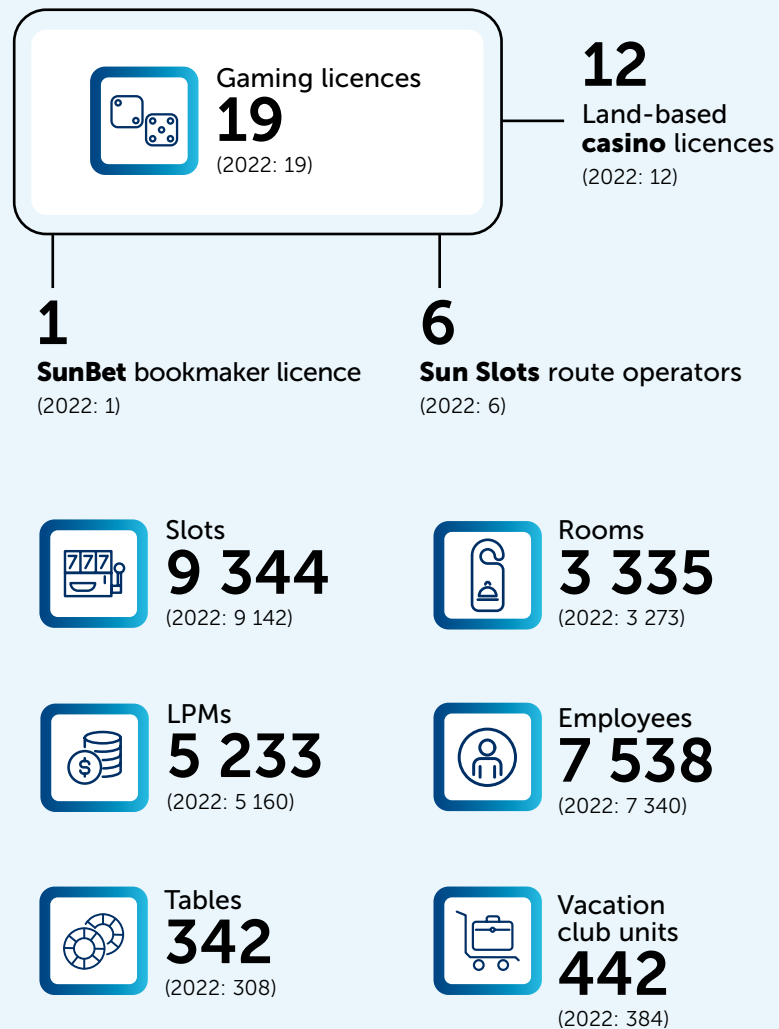 Gaming licences
19
(2022: 19)
12
Land-based
casino licences
(2022: 12)
1
SunBet bookmaker licence
(2022: 1)
6
Sun Slots route operators
(2022: 6)
777
Slots
9 344
(2022: 9 142)
Rooms
3 335
(2022: 3 273)
$
LPMs
5 233
(2022: 5 160)
Employees
7 538
(2022: 7 340)
Tables
342
(2022: 308)
Vacation
club units
442
(2022: 384)